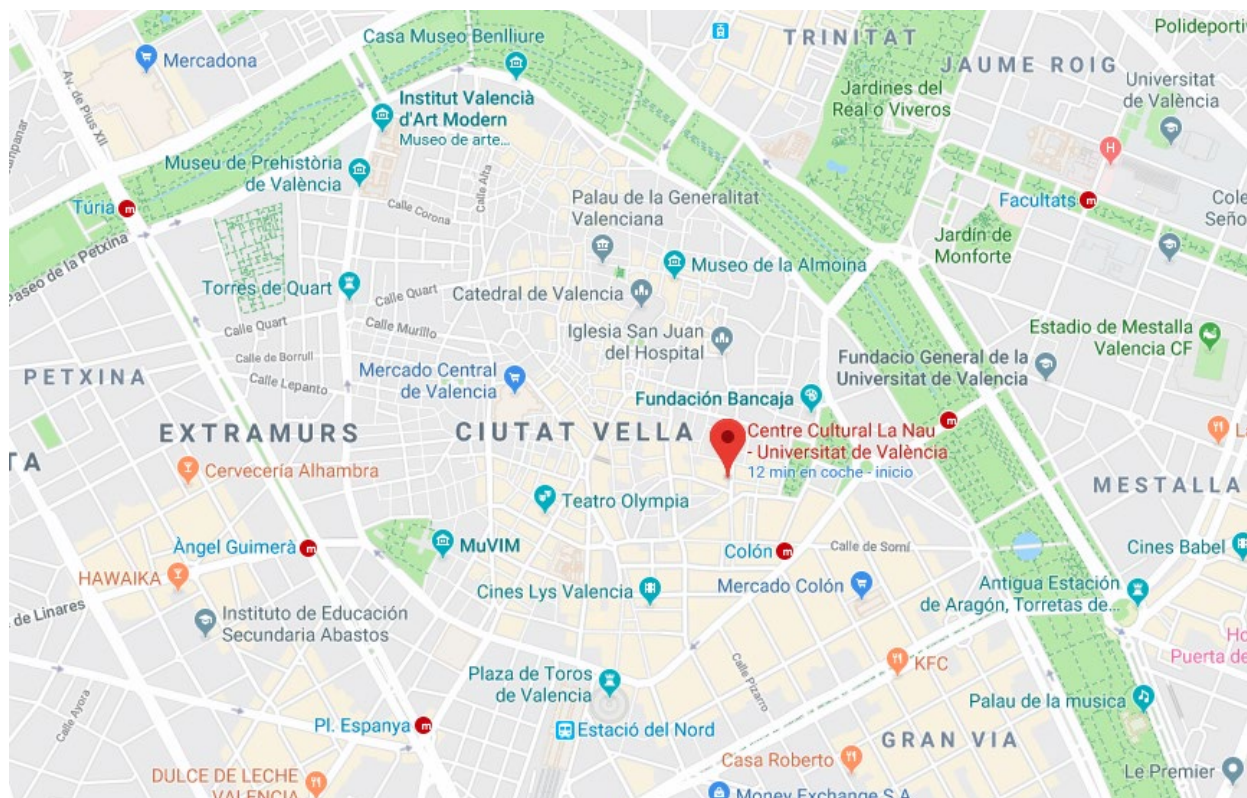 Polideporti
TRINITAT
Casa Museo Benlliure
Mercadona
JAUME ROIG
Av. de Pius XII
Universitat
de València
Jardines del
Real o Viveros
Institut Valencià
d'Art Modern
Museo de arte...
H
Museu de Prehistòria
de València
Calle Alta
Palau de la Generalitat
Valenciana
Facultats
m
Cole
Seño
Túria
m
Calle Corona
Paseo de la Petxina
Jardín de
Monforte
Museo de la Almoina
Torres de Quart
Calle Quart
Catedral de Valencia
Calle Quart
Calle Murillo
Iglesia San Juan
del Hospital
Estadio de Mestalla
Valencia CF
Calle de Borrull
Fundacio General de la
Universitat de Valencia
PETXINA
Calle Lepanto
Mercado Central
de Valencia
Fundación Bancaja
m
EXTRAMURS
CIUTAT VELLA
Centre Cultural La Nau
- Universitat de València
12 min en coche - inicio
TA
Cervecería Alhambra
MESTALLA
Teatro Olympia
Àngel Guimerà
m
MuVIM
Colón
m
Calle de Sorní
Cines Babel
HAWAIKA
Cines Lys Valencia
Mercado Colón
Antigua Estación
de Aragón, Torretas de...
de Linares
Instituto de Educación
Secundaria Abastos
Ho
Puerta de
Calle Pizarro
KFC
Plaza de Toros
de Valencia
Palau de la musica
Calle Ayora
Pl. Espanya
m
Estació del Nord
GRAN VIA
Casa Roberto
Le Premier
DULCE DE LECHE
VALENCIA
Money Exchange S.A